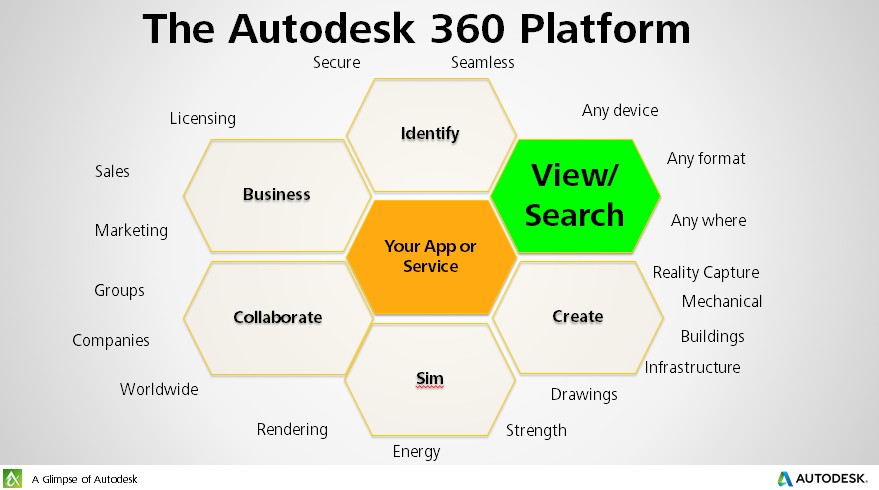 The Autodesk 360 Platform
Secure
Seamless
Licensing
Identify
Any device
Sales
Business
View/
Search
Any format
Marketing
Any where
Your App or
Service
Groups
Reality Capture
Mechanical
Collaborate
Create
Companies
Buildings
Infrastructure
Worldwide
Sim
Drawings
Rendering
Strength
Energy
A Glimpse of Autodesk
AUTODESK.